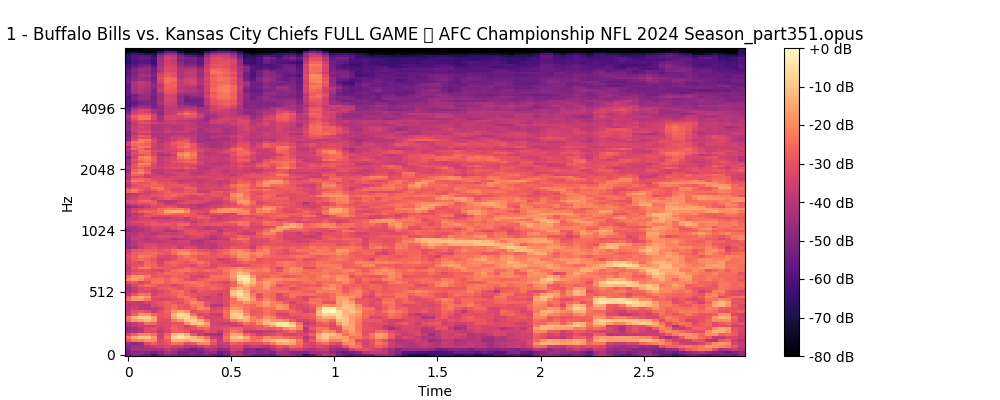 1 - Buffalo Bills vs. Kansas City Chiefs FULL GAME ▯ AFC Championship NFL 2024 Season_part351.opus
+0 dB
-10 dB
-20 dB
-30 dB
-40 dB
-50 dB
-60 dB
-70 dB
-80 dB
4096
2048
1024
512
0
Hz
0
0.5
1
1.5
2
2.5
Time